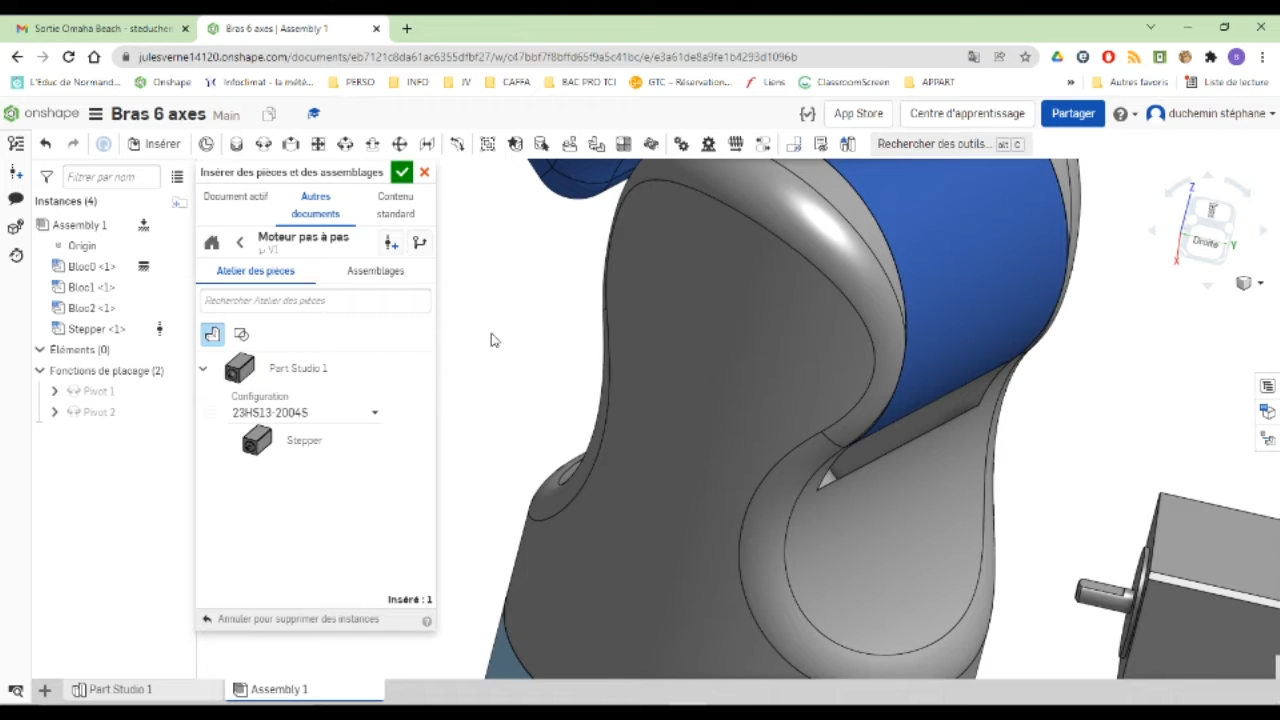 Sortie Omaha Beach - steduchem
Bras 6 axes | Assembly 1
julesverne14120.onshape.com/documents/eb7121c8da61ac6355dfbf27/w/c47bbf7f8bffd65f9a5c41bc/e/e3a61de8a9fe1b4293d1096b
L'Educ de Normand...
Onshape
Infoclimat - la mété...
PERSO
INFO
JV
CAFFA
BAC PRO TCI
GTC – Réservation...
Liens
ClassroomScreen
APPART
»
Autres favoris
Liste de lecture
onshape
Bras 6 axes
Main
App Store
Centre d'apprentissage
Partager
duchemin stéphane
Insérer
Rechercher des outils...
alt
C
Filtrer par nom
Instances (4)
Assembly 1
Origin
Bloc0 <1>
Bloc1 <1>
Bloc2 <1>
Stepper <1>
Éléments (0)
Fonctions de placage (2)
Pivot 1
Pivot 2
Insérer des pièces et des assemblages
Document actif
Autres documents
Contenu standard
Moteur pas à pas
V1
Atelier des pièces
Assemblages
Rechercher Atelier des pièces
Part Studio 1
Configuration
23HS13-2004S
Stepper
Inséré : 1
Annuler pour supprimer des instances
Z
Droite
Y
X
Part Studio 1
Assembly 1